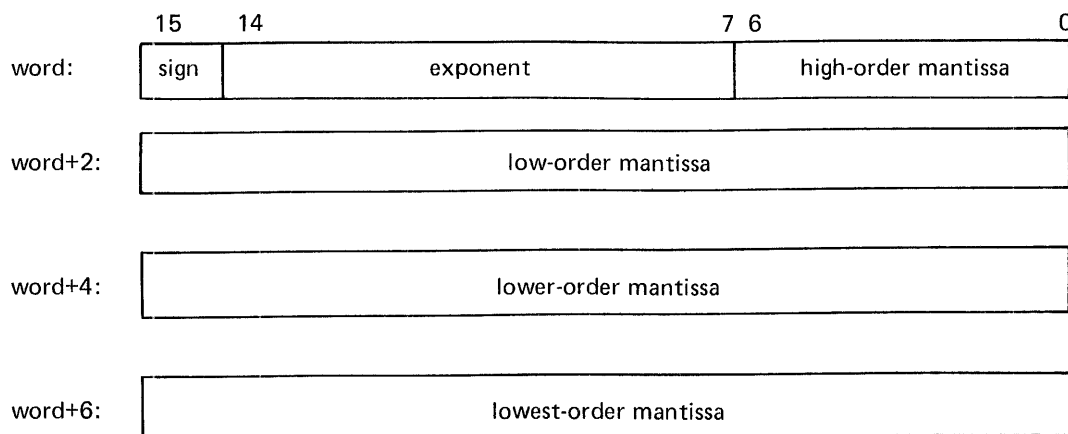 15 14 7 6 0
word: sign exponent high-order mantissa
word+2: low-order mantissa
word+4: lower-order mantissa
word+6: lowest-order mantissa